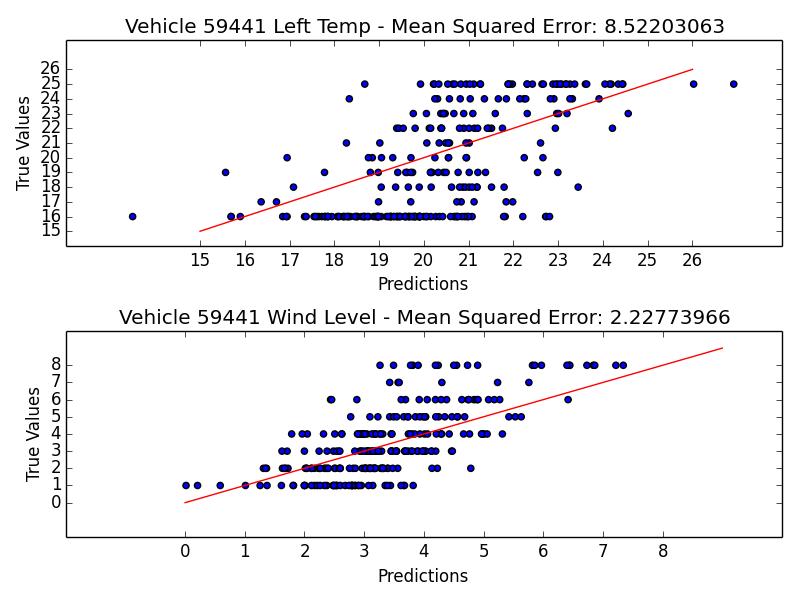 Vehicle 59441 Left Temp - Mean Squared Error: 8.52203063
True Values
26
25
24
23
22
21
20
19
18
17
16
15
15 16 17 18 19 20 21 22 23 24 25 26
Predictions
Vehicle 59441 Wind Level - Mean Squared Error: 2.22773966
True Values
8
7
6
5
4
3
2
1
0
0 1 2 3 4 5 6 7 8
Predictions